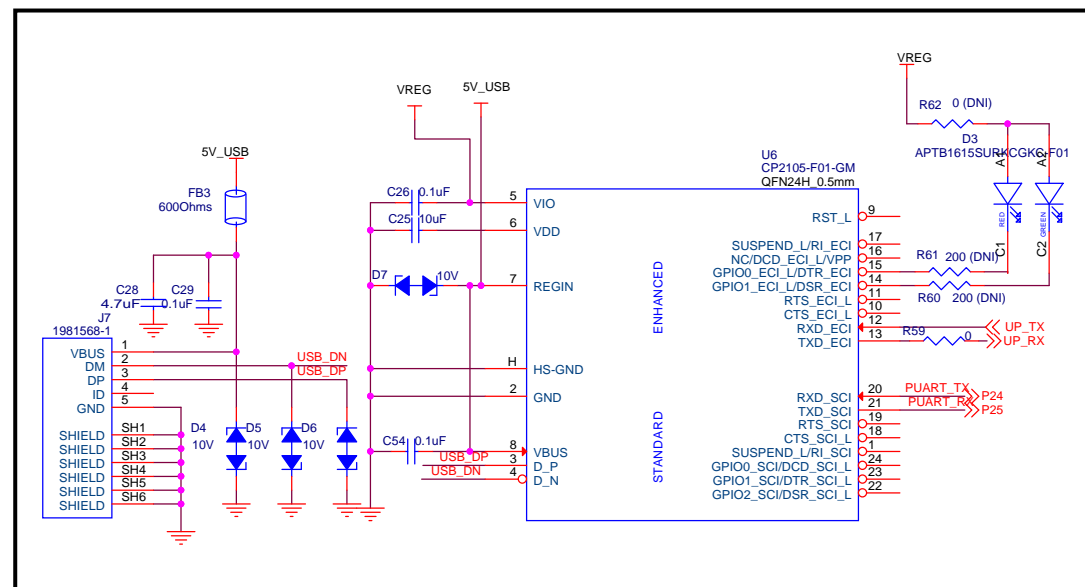 VREG
5V_USB
C26 0.1uF
C25 10uF
D7 10V
5 VIO
6 VDD
7 REGIN
H HS-GND
2 GND
C54 0.1uF
8 VBUS
USB_DP
3 D_P
USB_DN
4 D_N
5V_USB
FB3
600Ohms
C28
4.7uF
C29
0.1uF
J7
1981568-1
VBUS 1
DM 2
DP 3
ID 4
GND 5
SHIELD SH1
SHIELD SH2
SHIELD SH3
SHIELD SH4
SHIELD SH5
SHIELD SH6
USB_DN
USB_DP
D4
10V
D5
10V
D6
10V
U6
CP2105-F01-GM
QFN24H_0.5mm
ENHANCED
STANDARD
RST_L 9
SUSPEND_L/RI_ECI 17
NC/DCD_ECI_L/VPP 16
GPIO0_ECI_L/DTR_ECI 15
GPIO1_ECI_L/DSR_ECI 14
RTS_ECI_L 11
CTS_ECI_L 10
RXD_ECI 12
TXD_ECI 13
RXD_SCI 20
TXD_SCI 21
RTS_SCI 19
CTS_SCI_L 18
SUSPEND_L/RI_SCI 1
GPIO0_SCI/DCD_SCI_L 24
GPIO1_SCI/DTR_SCI_L 23
GPIO2_SCI/DSR_SCI_L 22
VREG
R62 0 (DNI)
D3
APTB1615SURKCGKC-F01
RED
GREEN
C1
C2
R61 200 (DNI)
R60 200 (DNI)
UP_TX
R59 0
UP_RX
PUART_TX P24
PUART_RX P25